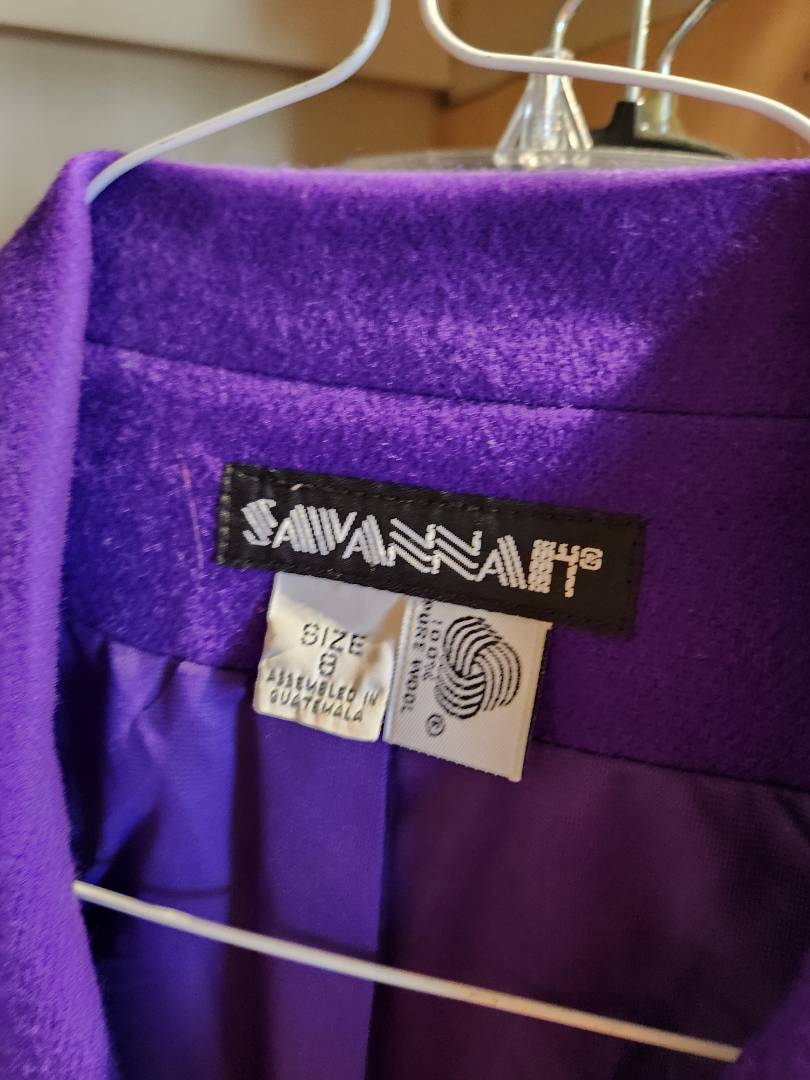 SAVANNAH®
SIZE
8
ASSEMBLED IN
GUATEMALA
PURE WOOL
100%
®